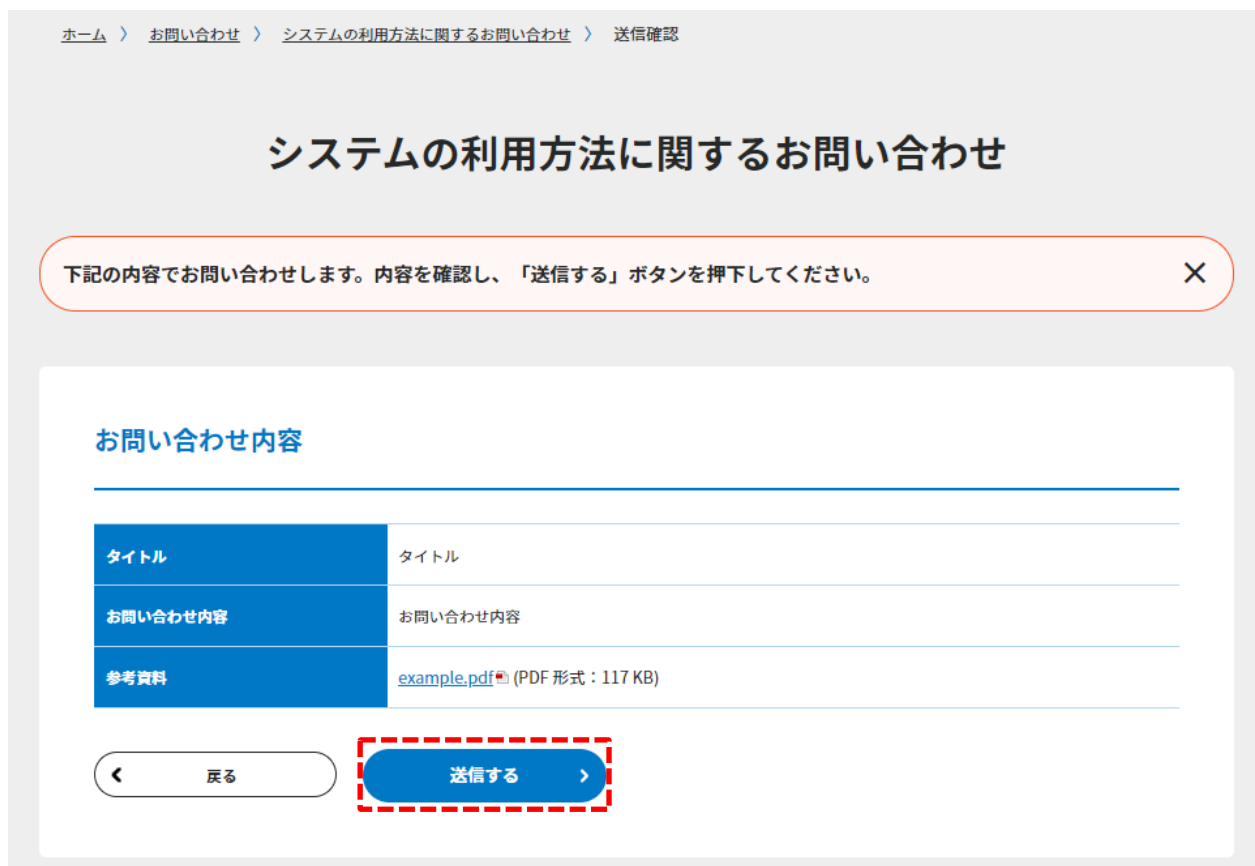 ホーム 〉 お問い合わせ 〉 システムの利用方法に関するお問い合わせ 〉 送信確認
システムの利用方法に関するお問い合わせ
下記の内容でお問い合わせします。内容を確認し、「送信する」ボタンを押下してください。
お問い合わせ内容
タイトル タイトル
お問い合わせ内容 お問い合わせ内容
参考資料 example.pdf (PDF 形式：117 KB)
戻る 送信する